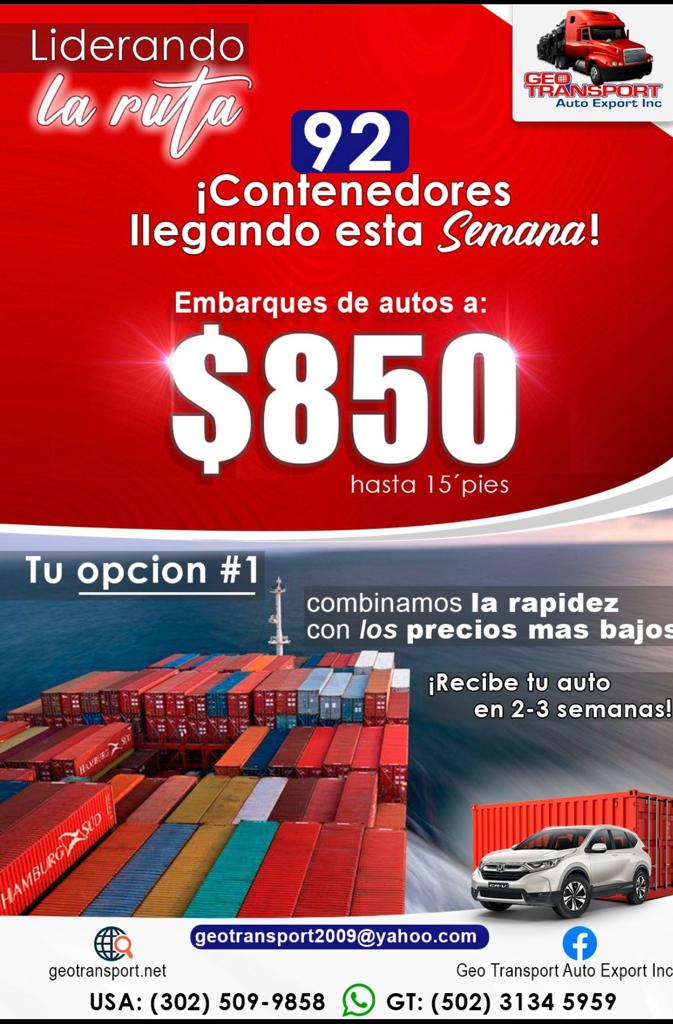 Liderando
la ruta
GEO
TRANSPORT
Auto Export Inc
92
¡Contenedores
llegando esta Semana!
Embarques de autos a:
$850
hasta 15´pies
Tu opcion #1
combinamos la rapidez
con los precios mas bajos
¡Recibe tu auto
en 2-3 semanas!
HAMBURG SUD
HAMBURG SUD
CR-V
geotransport2009@yahoo.com
geotransport.net
Geo Transport Auto Export Inc
USA: (302) 509-9858 GT: (502) 3134 5959